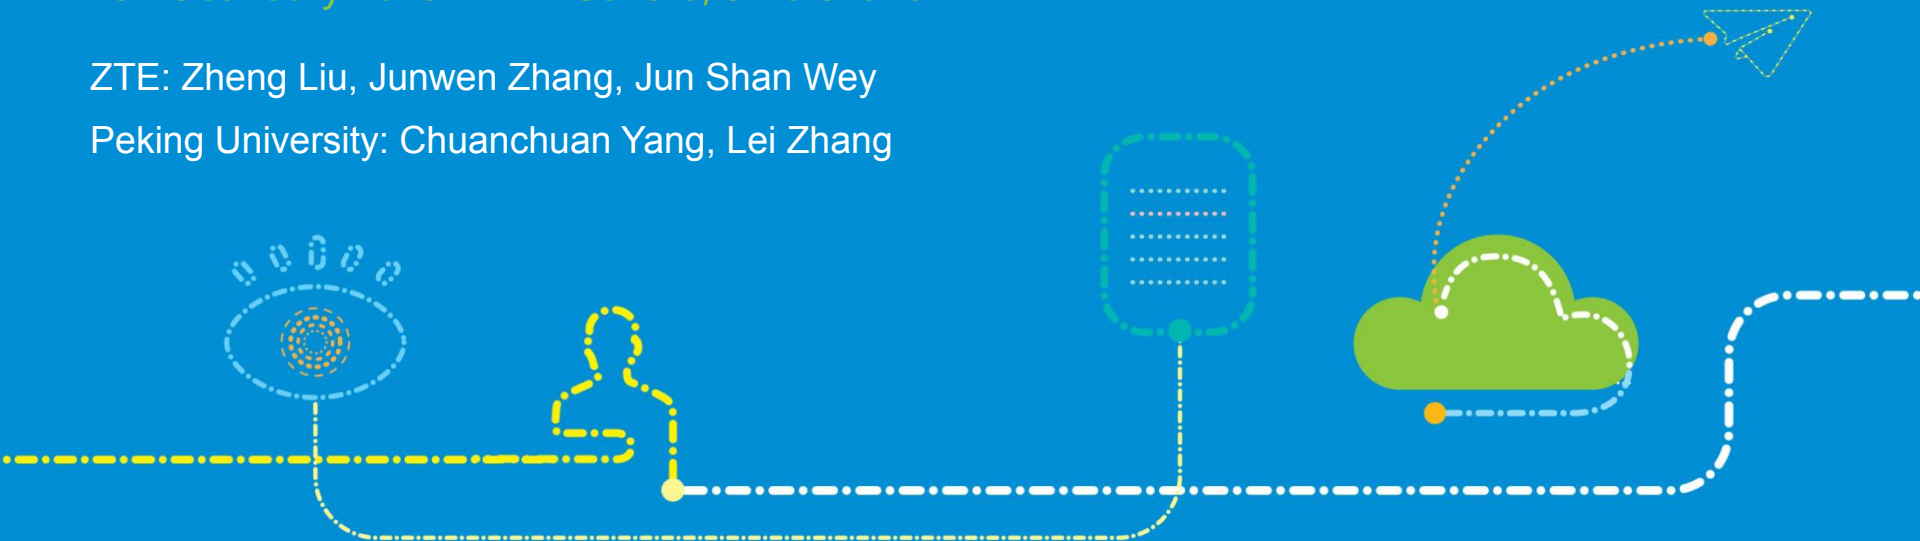 ZTE: Zheng Liu, Junwen Zhang, Jun Shan Wey
Peking University: Chuanchuan Yang, Lei Zhang